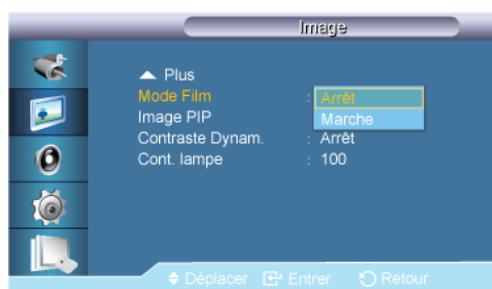 Image
Plus
Mode Film : Arrêt
Image PIP Marche
Contraste Dynam. : Arrêt
Cont. lampe : 100
Déplacer Entrer Retour